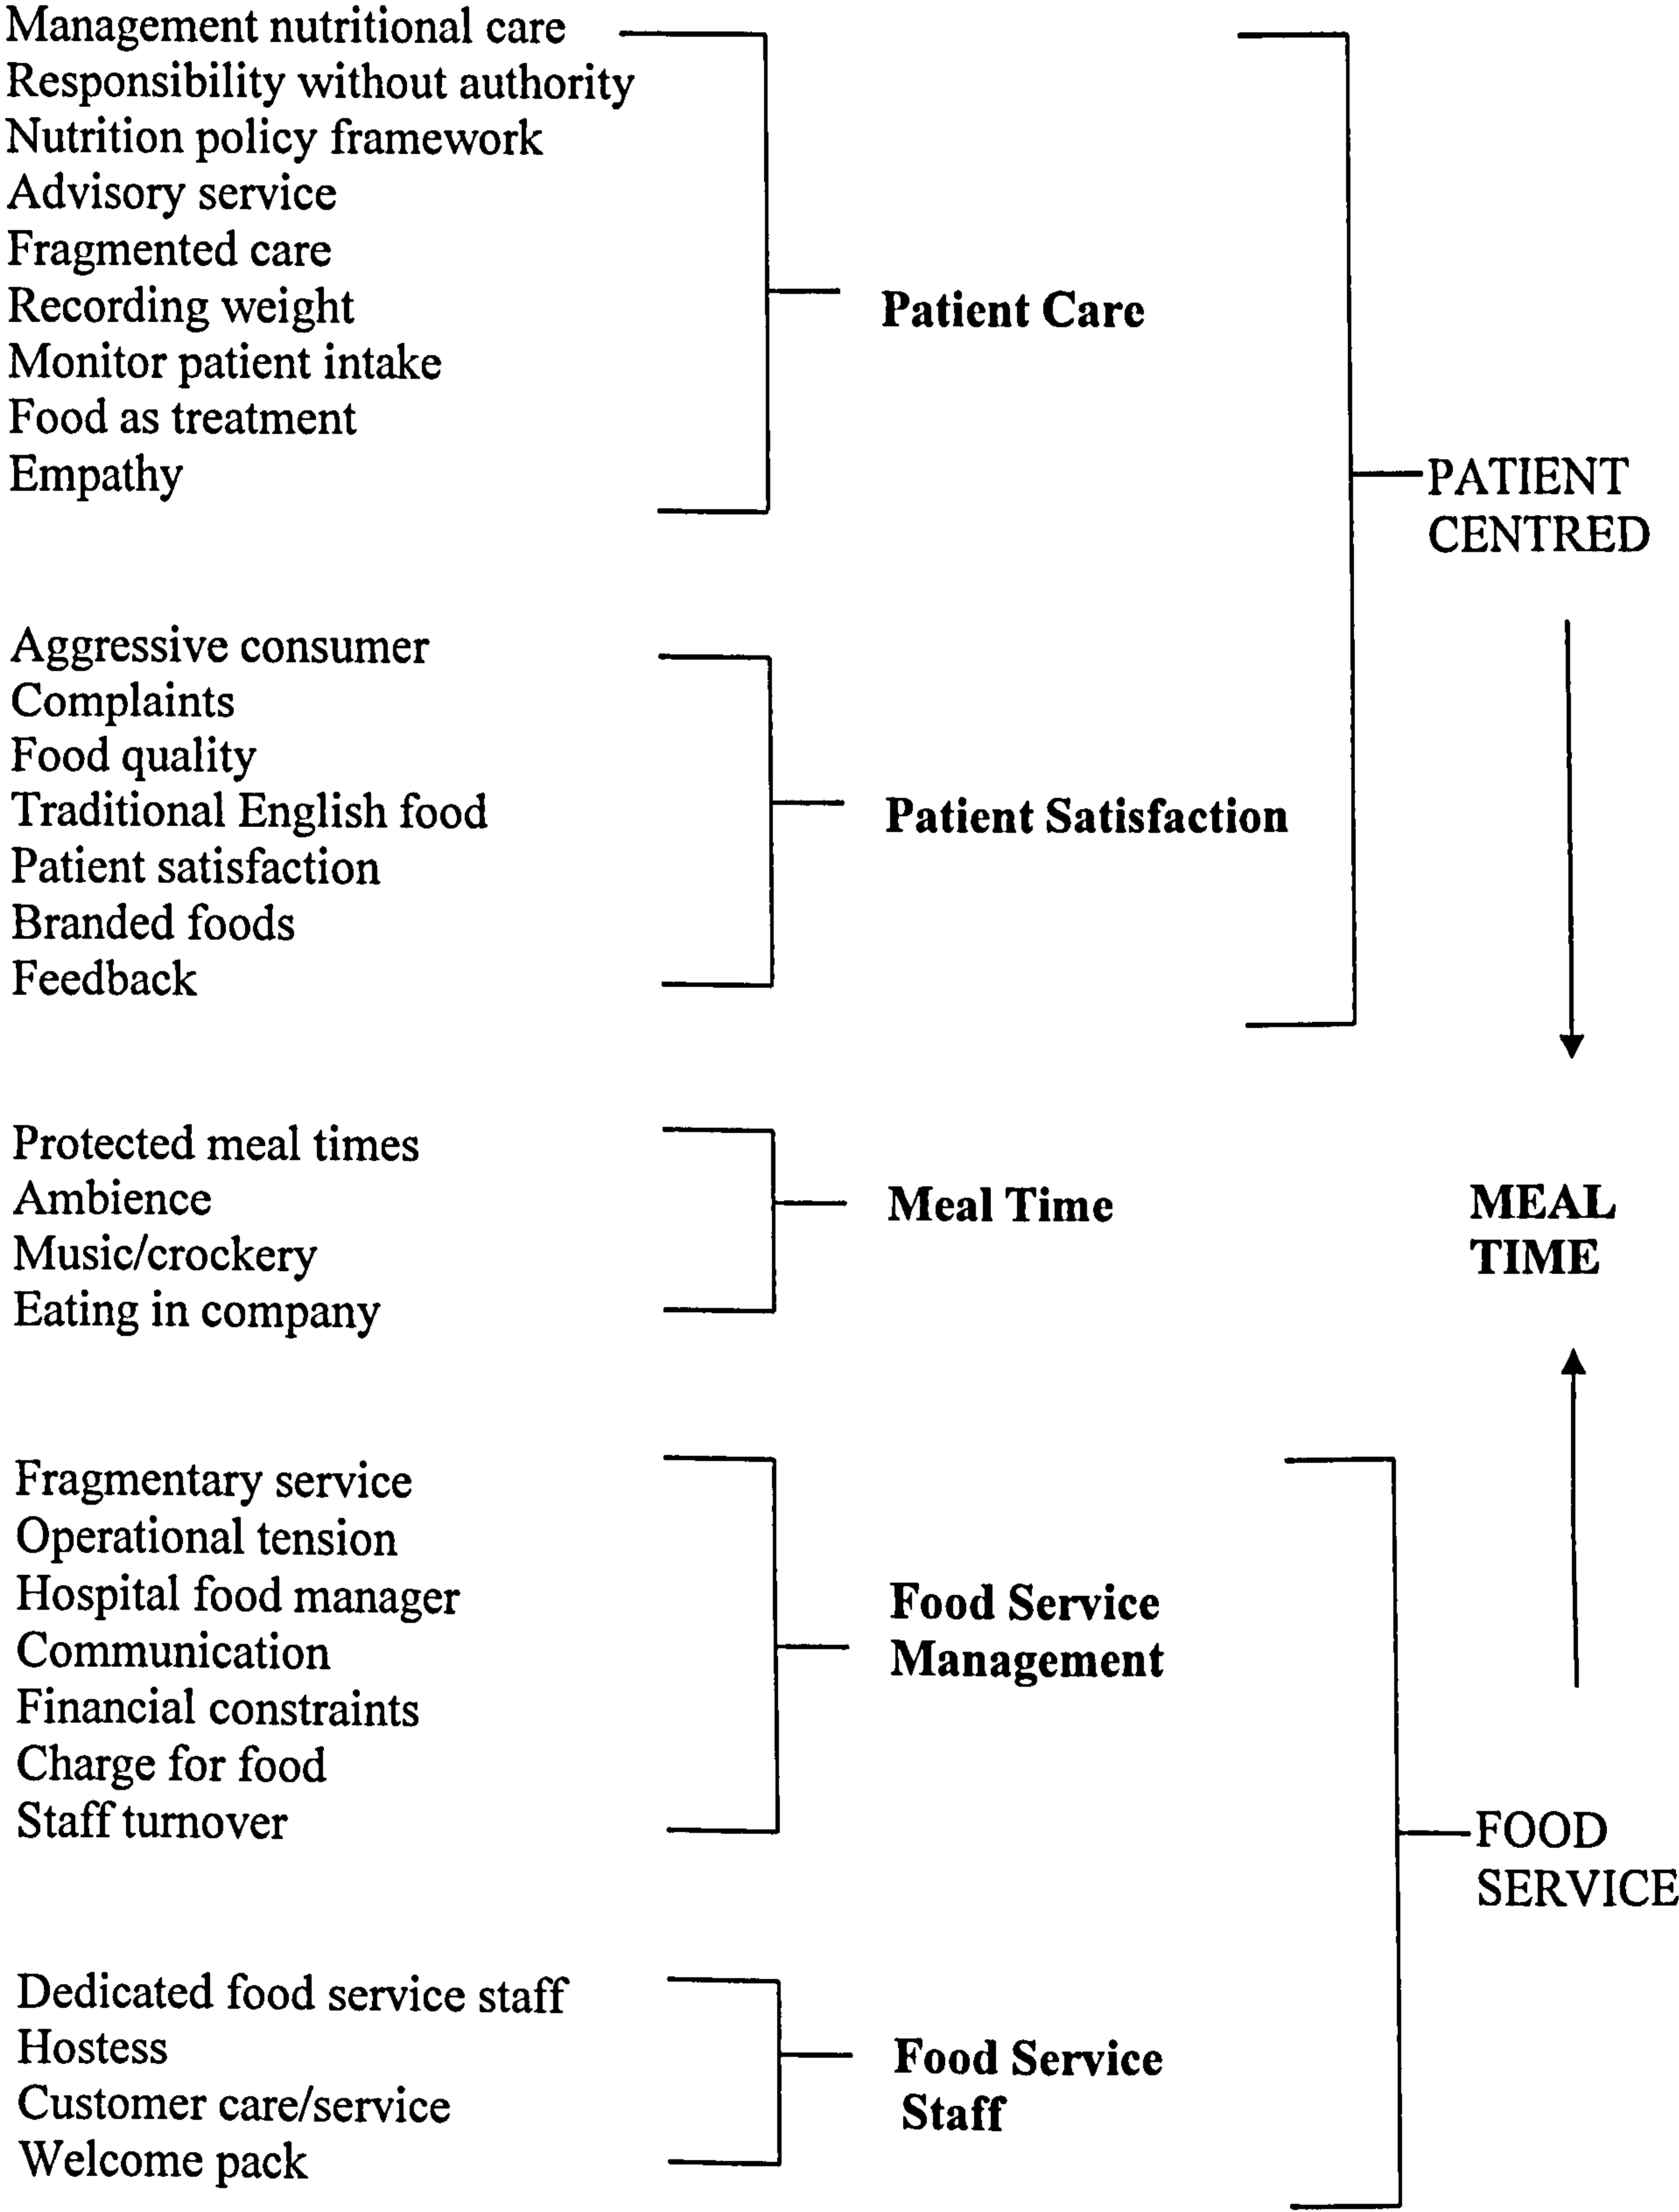 Management nutritional care
Responsibility without authority
Nutrition policy framework
Advisory service
Fragmented care
Recording weight
Monitor patient intake
Food as treatment
Empathy
Patient Care
Aggressive consumer
Complaints
Food quality
Traditional English food
Patient satisfaction
Branded foods
Feedback
Patient Satisfaction
PATIENT
CENTRED
Protected meal times
Ambience
Music/crockery
Eating in company
Meal Time
MEAL
TIME
Fragmentary service
Operational tension
Hospital food manager
Communication
Financial constraints
Charge for food
Staff turnover
Food Service
Management
Dedicated food service staff
Hostess
Customer care/service
Welcome pack
Food Service
Staff
FOOD
SERVICE